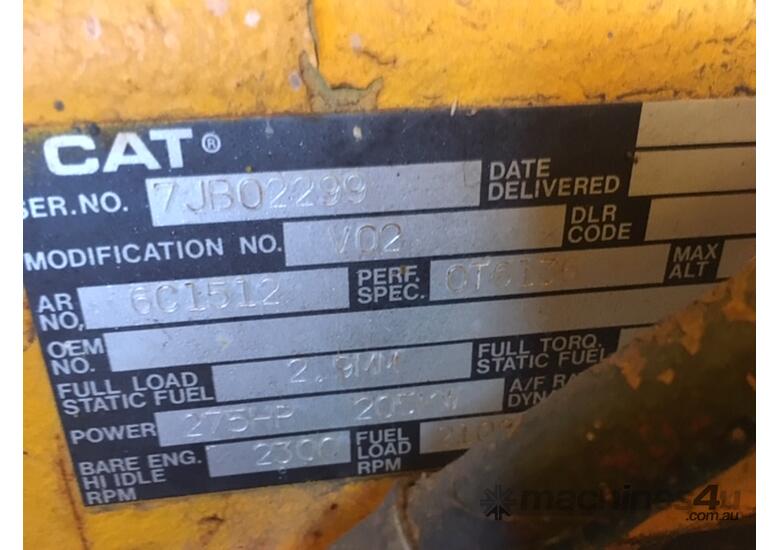 CAT®
SER.NO. 7JB02299 DATE DELIVERED
MODIFICATION NO. V02 DLR CODE
AR NO, 6C1512 PERF. SPEC. 0T6136 MAX ALT
OEM NO.
FULL LOAD STATIC FUEL 2.9MM FULL TORQ. STATIC FUEL
POWER 275HP 205KW A/F
BARE ENG. HI IDLE RPM 2300 FUEL LOAD RPM
machines4u
.com.au